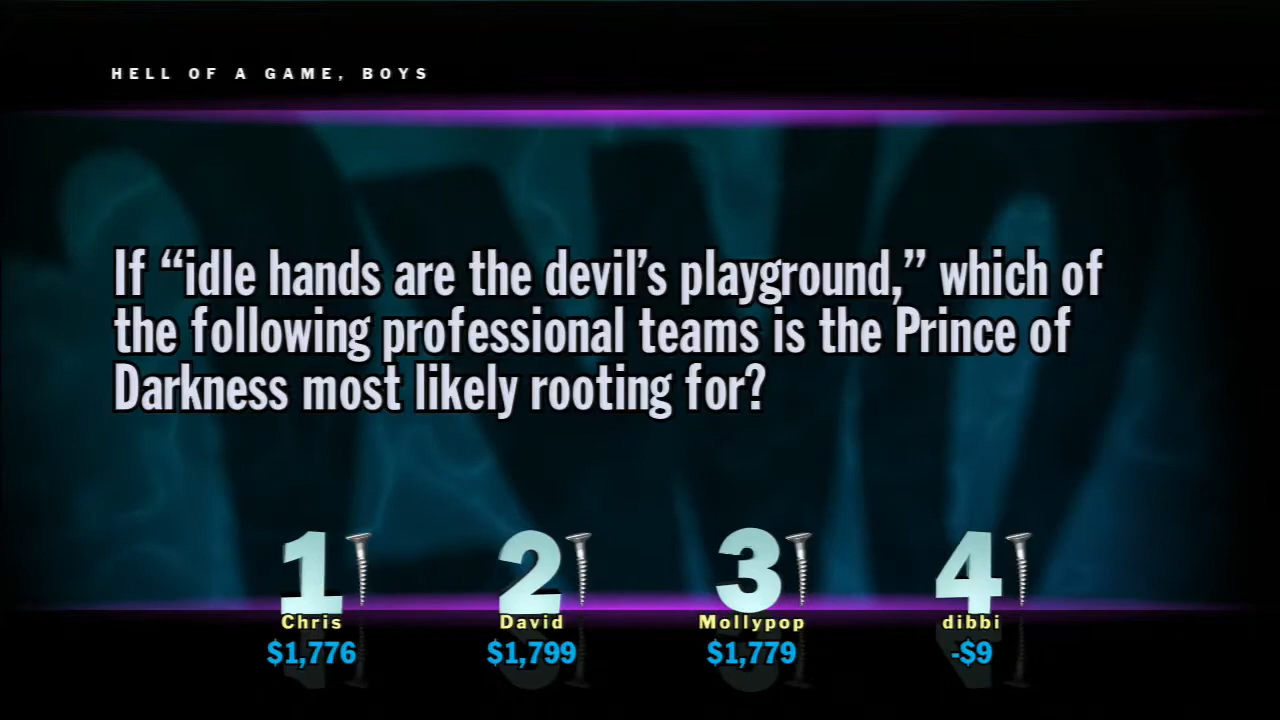 HELL OF A GAME, BOYS
If “idle hands are the devil’s playground,” which of
the following professional teams is the Prince of
Darkness most likely rooting for?
1 2 3 4
Chris David Mollypop dibbi
$1,776 $1,799 $1,779 -$9